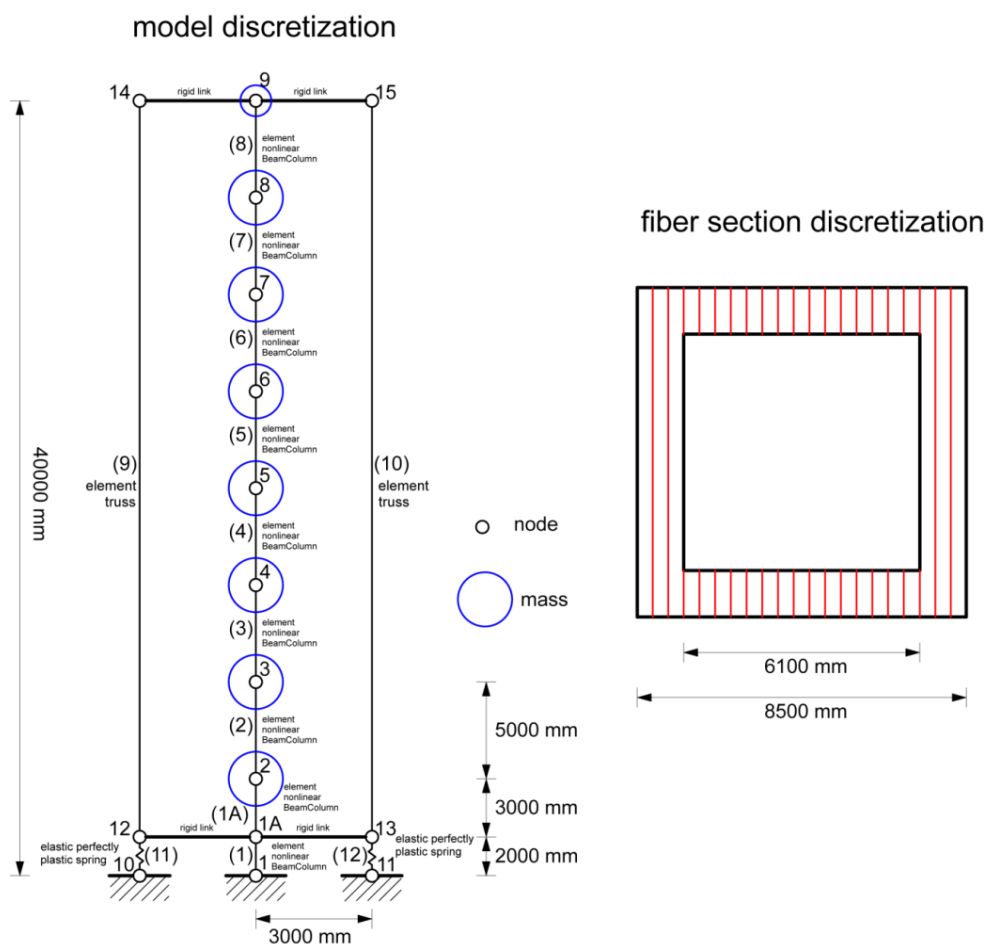 model discretization
14
rigid link
9
rigid link
15
(8)
element
nonlinear
BeamColumn
8
(7)
element
nonlinear
BeamColumn
7
(6)
element
nonlinear
BeamColumn
6
(5)
element
nonlinear
BeamColumn
40000 mm
(9)
element
truss
5
(10)
element
truss
(4)
element
nonlinear
BeamColumn
4
(3)
element
nonlinear
BeamColumn
3
(2)
element
nonlinear
BeamColumn
2
element
nonlinear
BeamColumn
(1A)
12
rigid link
1A
rigid link
13
elastic perfectly
plastic spring
(11)
10
(1)
1
element
nonlinear
BeamColumn
(12)
11
elastic perfectly
plastic spring
3000 mm
node
mass
5000 mm
3000 mm
2000 mm
fiber section discretization
6100 mm
8500 mm